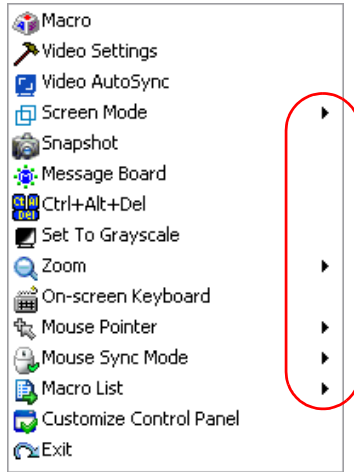 Macro
Video Settings
Video AutoSync
Screen Mode
Snapshot
Message Board
Ctrl+Alt+Del
Set To Grayscale
Zoom
On-screen Keyboard
Mouse Pointer
Mouse Sync Mode
Macro List
Customize Control Panel
Exit